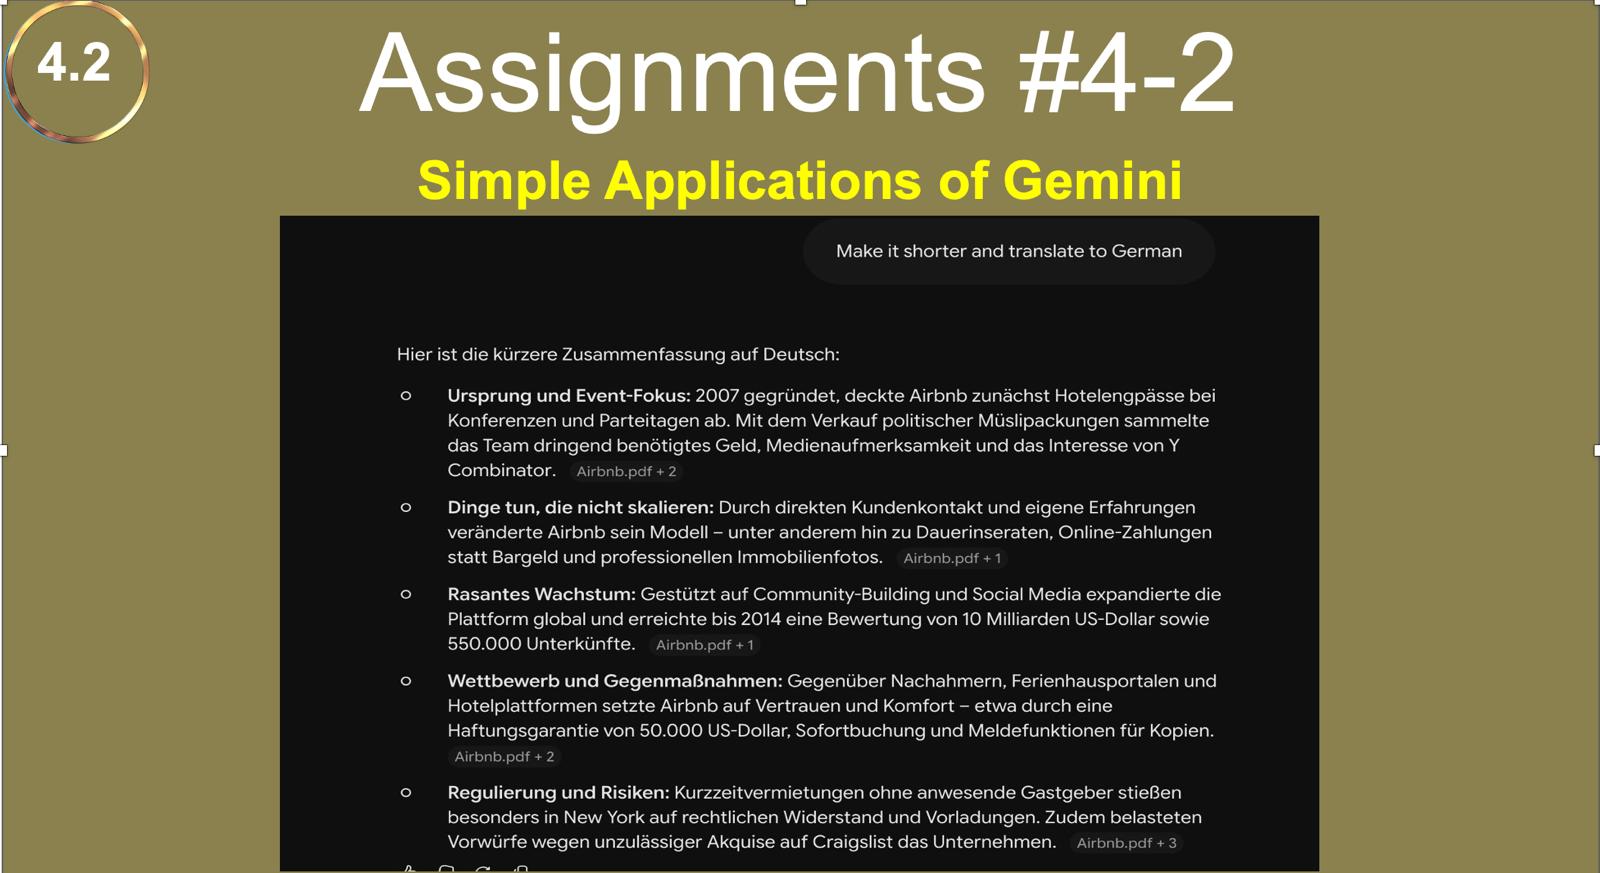 4.2
Assignments #4-2
Simple Applications of Gemini
Make it shorter and translate to German
Hier ist die kürzere Zusammenfassung auf Deutsch:
Ursprung und Event-Fokus: 2007 gegründet, deckte Airbnb zunächst Hotelengpässe bei
Konferenzen und Parteitagen ab. Mit dem Verkauf politischer Müslipackungen sammelte
das Team dringend benötigtes Geld, Medienaufmerksamkeit und das Interesse von Y
Combinator. Airbnb.pdf + 2
Dinge tun, die nicht skalieren: Durch direkten Kundenkontakt und eigene Erfahrungen
veränderte Airbnb sein Modell – unter anderem hin zu Dauerinseraten, Online-Zahlungen
statt Bargeld und professionellen Immobilienfotos. Airbnb.pdf + 1
Rasantes Wachstum: Gestützt auf Community-Building und Social Media expandierte die
Plattform global und erreichte bis 2014 eine Bewertung von 10 Milliarden US-Dollar sowie
550.000 Unterkünfte. Airbnb.pdf + 1
Wettbewerb und Gegenmaßnahmen: Gegenüber Nachahmern, Ferienhausportalen und
Hotelplattformen setzte Airbnb auf Vertrauen und Komfort – etwa durch eine
Haftungsgarantie von 50.000 US-Dollar, Sofortbuchung und Meldefunktionen für Kopien.
Airbnb.pdf + 2
Regulierung und Risiken: Kurzzeitvermietungen ohne anwesende Gastgeber stießen
besonders in New York auf rechtlichen Widerstand und Vorladungen. Zudem belasteten
Vorwürfe wegen unzulässiger Akquise auf Craigslist das Unternehmen. Airbnb.pdf + 3